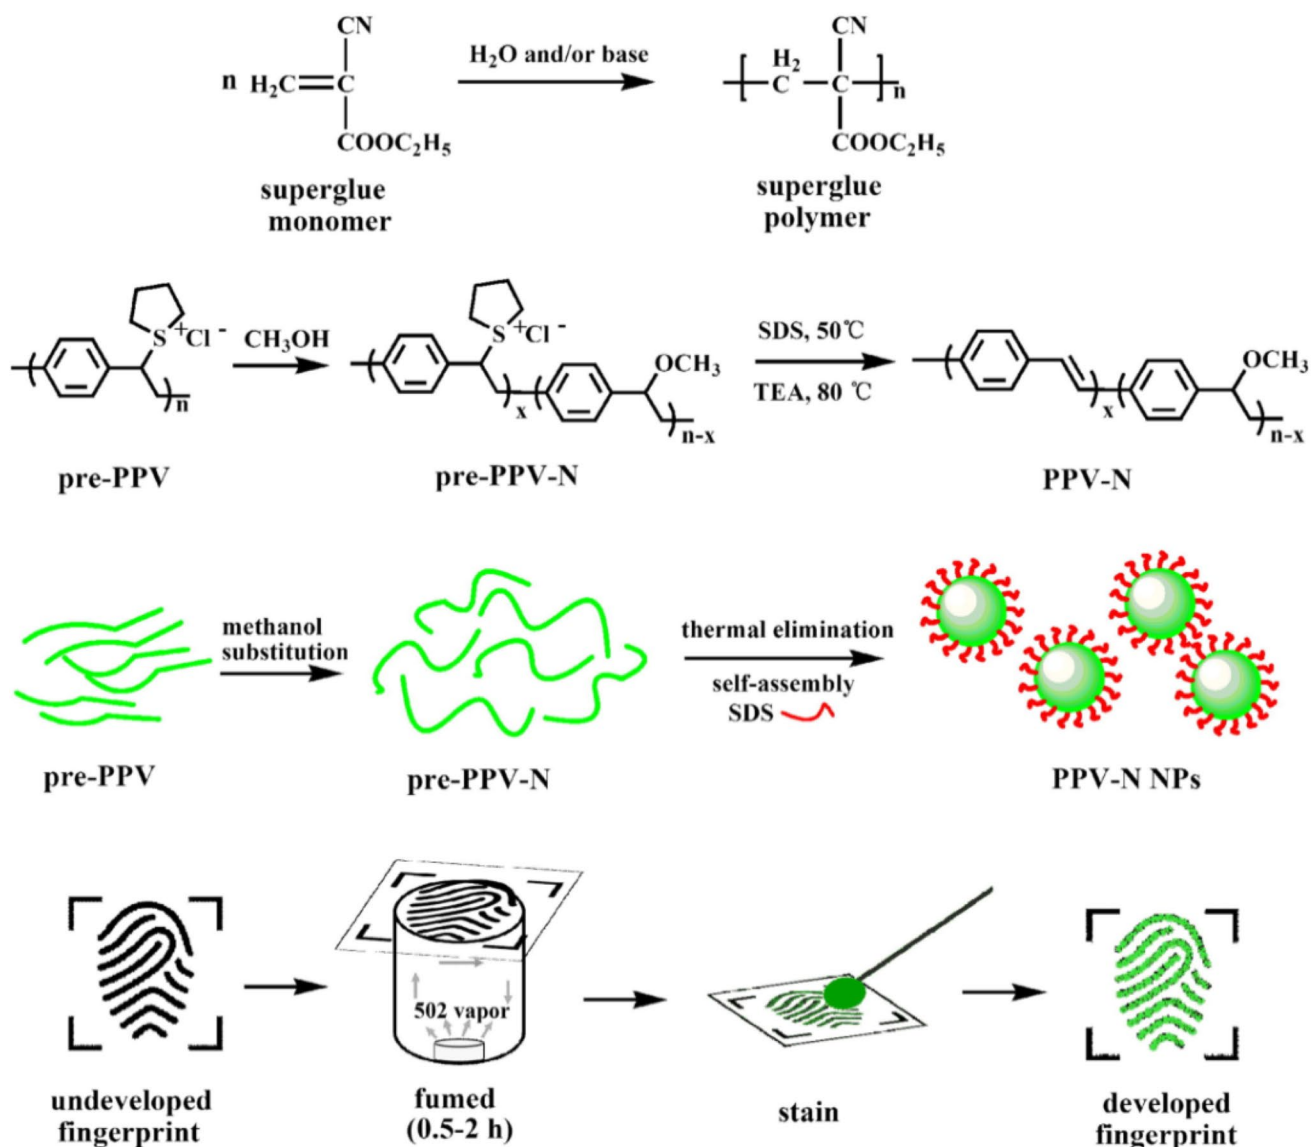 CN
n H₂C=C
COOC₂H₅
superglue
monomer
H₂O and/or base
CN
[ H₂
C — C ]n
COOC₂H₅
superglue
polymer
S⁺Cl⁻
n
pre-PPV
CH₃OH
S⁺Cl⁻
x
OCH₃
n-x
pre-PPV-N
SDS, 50℃
TEA, 80 ℃
x
OCH₃
n-x
PPV-N
pre-PPV
methanol
substitution
pre-PPV-N
thermal elimination
self-assembly
SDS
PPV-N NPs
undeveloped
fingerprint
502 vapor
fumed
(0.5-2 h)
stain
developed
fingerprint